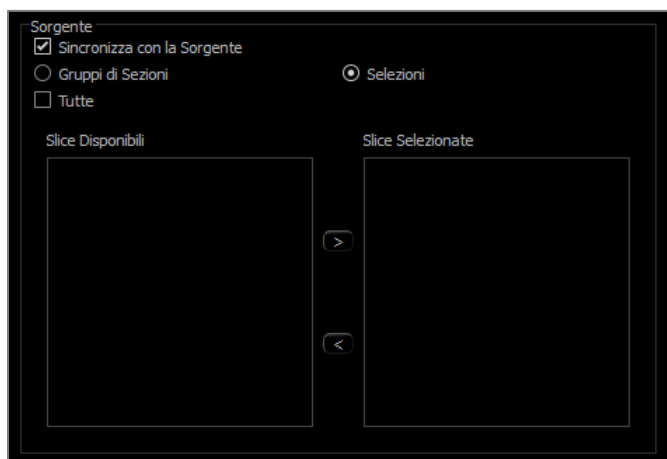 Sorgente
Sincronizza con la Sorgente
Gruppi di Sezioni Selezioni
Tutte
Slice Disponibili Slice Selezionate
>
<